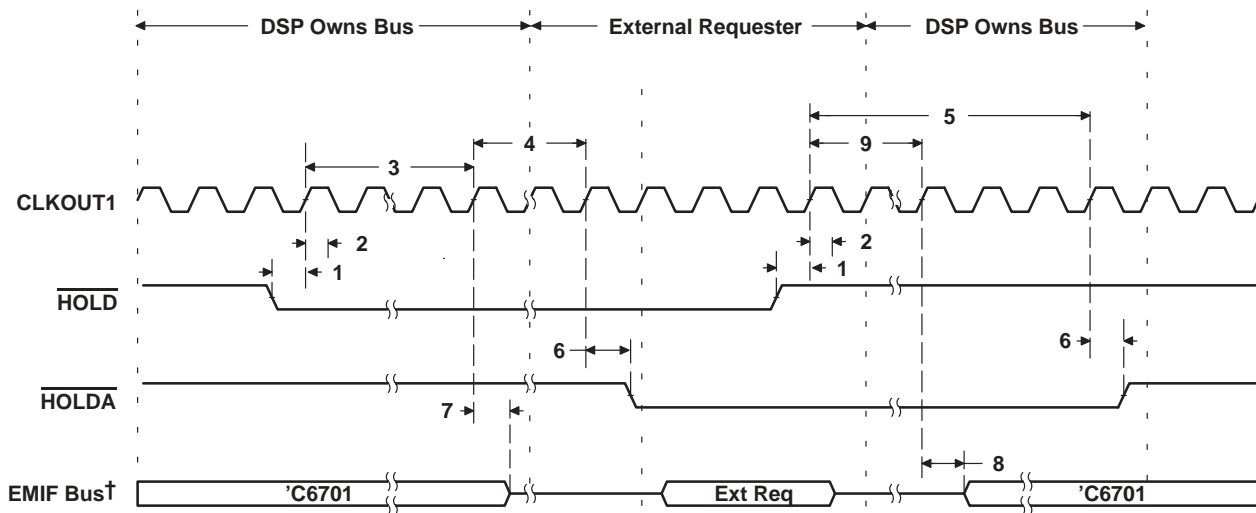 DSP Owns Bus
External Requester
DSP Owns Bus
5
4
9
3
CLKOUT1
2
2
1
1
HOLD
6
6
HOLDA
7
8
EMIF Bus†
’C6701
Ext Req
’C6701